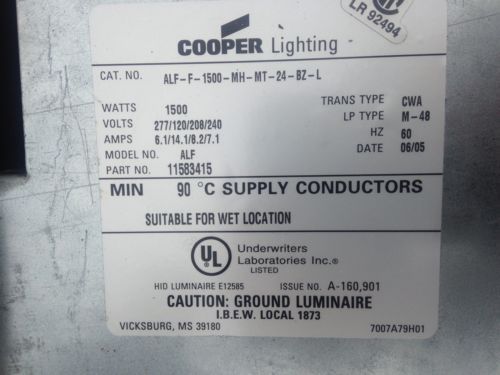 LR 92494
COOPER Lighting
CAT. NO. ALF-F-1500-MH-MT-24-BZ-L
WATTS 1500 TRANS TYPE CWA
VOLTS 277/120/208/240 LP TYPE M-48
AMPS 6.1/14.1/8.2/7.1 HZ 60
MODEL NO. ALF DATE 06/05
PART NO. 11583415
MIN 90 °C SUPPLY CONDUCTORS
SUITABLE FOR WET LOCATION
UL Underwriters
Laboratories Inc.®
LISTED
HID LUMINAIRE E12585 ISSUE NO. A-160,901
CAUTION: GROUND LUMINAIRE
I.B.E.W. LOCAL 1873
VICKSBURG, MS 39180 7007A79H01